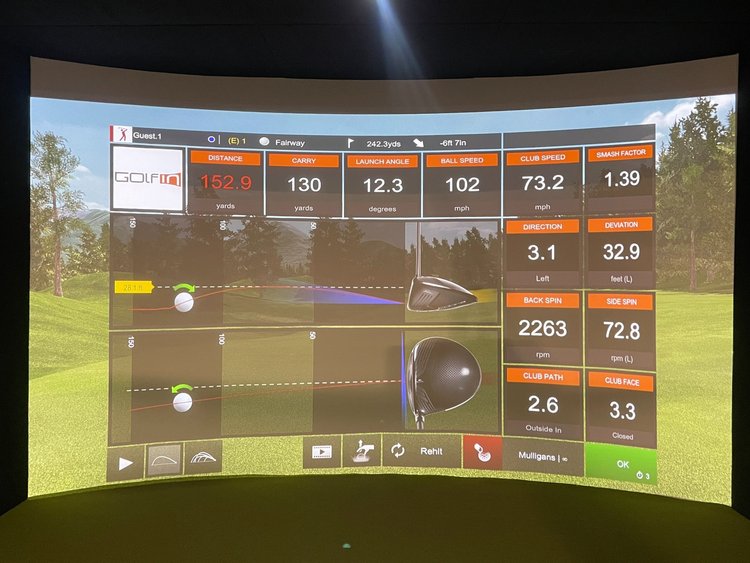 Guest.1 (E) 1 Fairway 242.3yds -6ft 7in
GOLFIN
DISTANCE
152.9
yards
CARRY
130
yards
LAUNCH ANGLE
12.3
degrees
BALL SPEED
102
mph
CLUB SPEED
73.2
mph
SMASH FACTOR
1.39
150
100
50
DIRECTION
3.1
Left
DEVIATION
32.9
feet (L)
BACK SPIN
2263
rpm
SIDE SPIN
72.8
rpm (L)
150
100
50
CLUB PATH
2.6
Outside In
CLUB FACE
3.3
Closed
Rehit
Mulligans | ∞
OK
3